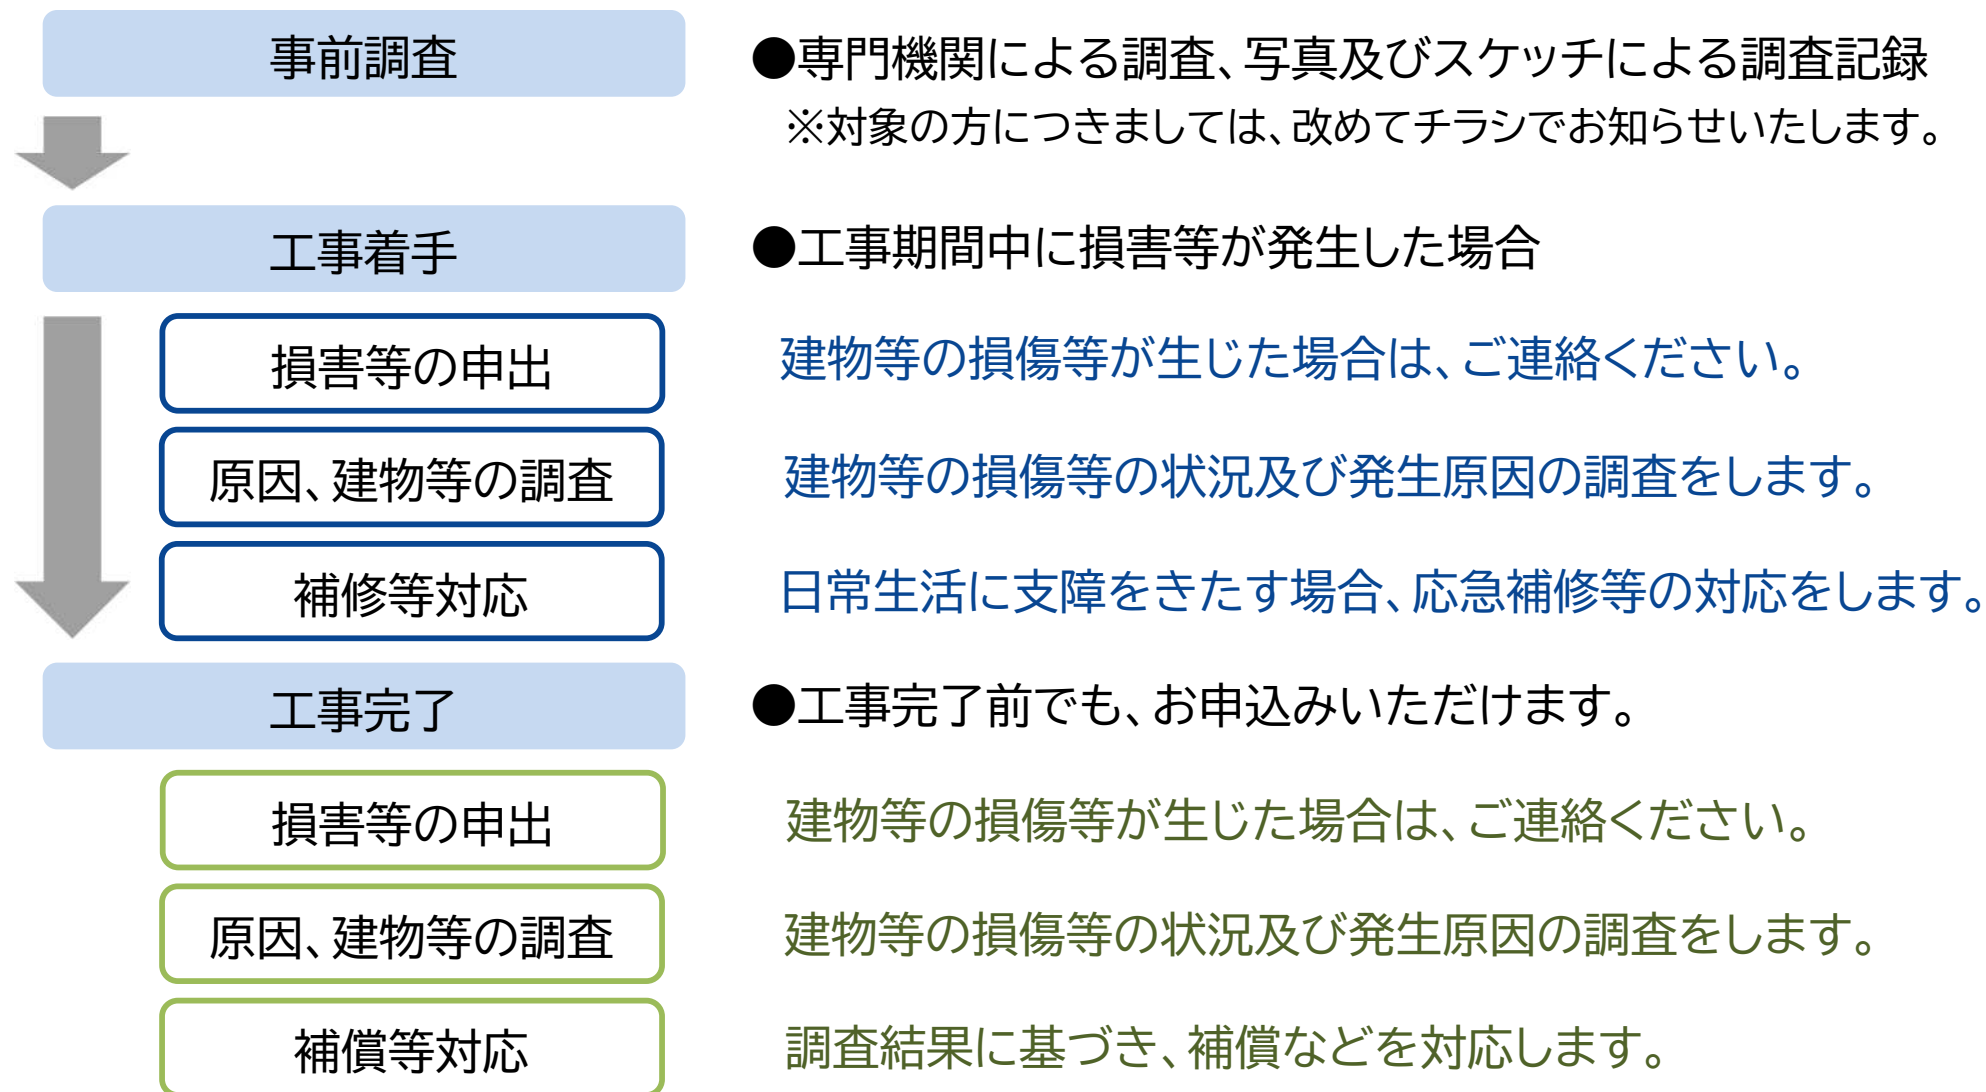 事前調査
●専門機関による調査、写真及びスケッチによる調査記録
※対象の方につきましては、改めてチラシでお知らせいたします。
工事着手
●工事期間中に損害等が発生した場合
損害等の申出
建物等の損傷等が生じた場合は、ご連絡ください。
原因、建物等の調査
建物等の損傷等の状況及び発生原因の調査をします。
補修等対応
日常生活に支障をきたす場合、応急補修等の対応をします。
工事完了
●工事完了前でも、お申込みいただけます。
損害等の申出
建物等の損傷等が生じた場合は、ご連絡ください。
原因、建物等の調査
建物等の損傷等の状況及び発生原因の調査をします。
補償等対応
調査結果に基づき、補償などを対応します。